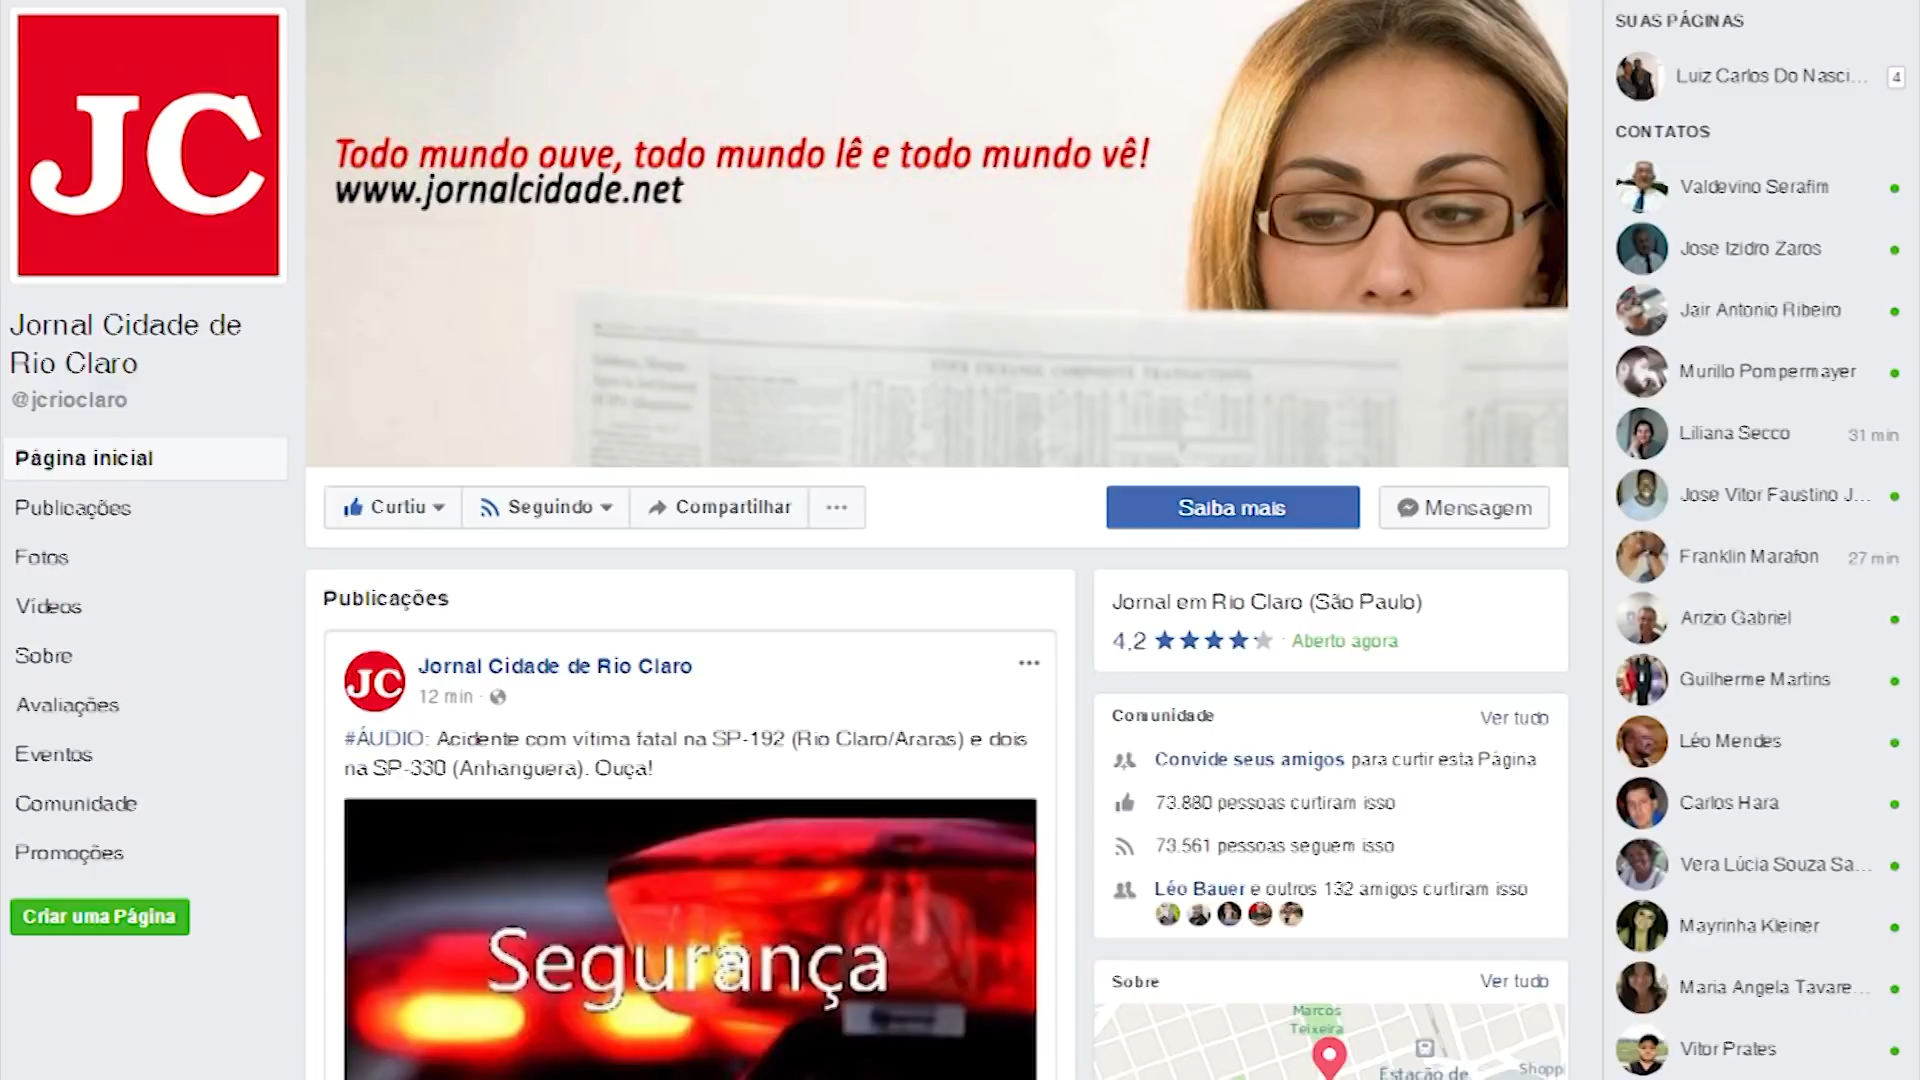 JC
Jornal Cidade de
Rio Claro
@jcrioclaro
Página inicial
Publicações
Fotos
Vídeos
Sobre
Avaliações
Eventos
Comunidade
Promoções
Criar uma Página
Todo mundo ouve, todo mundo lê e todo mundo vê!
www.jornalcidade.net
Curtiu
Seguindo
Compartilhar
Saiba mais
Mensagem
Publicações
JC
Jornal Cidade de Rio Claro
12 min
#ÁUDIO: Acidente com vítima fatal na SP-192 (Rio Claro/Araras) e dois
na SP-330 (Anhanguera). Ouça!
Segurança
Jornal em Rio Claro (São Paulo)
4,2 ★★★★★ · Aberto agora
Comunidade
Ver tudo
Convide seus amigos para curtir esta Página
73.880 pessoas curtiram isso
73.561 pessoas seguem isso
Léo Bauer e outros 132 amigos curtiram isso
Sobre
Ver tudo
Marcos
Teixeira
Estação de
Shopp
SUAS PÁGINAS
Luiz Carlos Do Nasci... 4
CONTATOS
Valdevino Serafim
Jose Izidro Zaros
Jair Antonio Ribeiro
Murillo Pompermayer
Liliana Secco 31 min
Jose Vitor Faustino J...
Franklin Marafon 27 min
Arizio Gabriel
Guilherme Martins
Léo Mendes
Carlos Hara
Vera Lúcia Souza Sa...
Mayrinha Kleiner
Maria Angela Tavare...
Vitor Prates